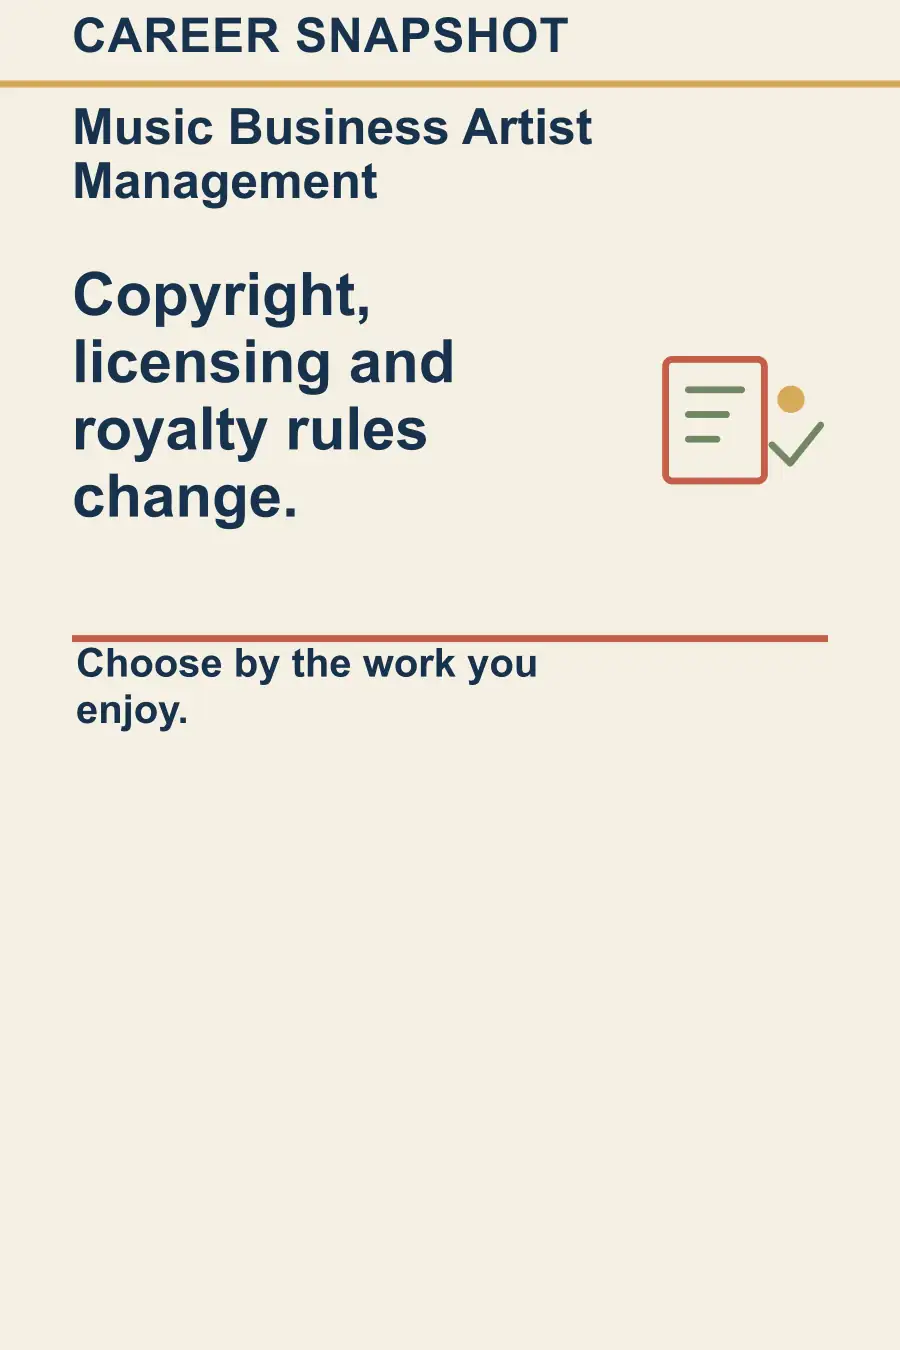 CAREER SNAPSHOT
Music Business Artist
Management
Copyright,
licensing and
royalty rules
change.
Choose by the work you
enjoy.